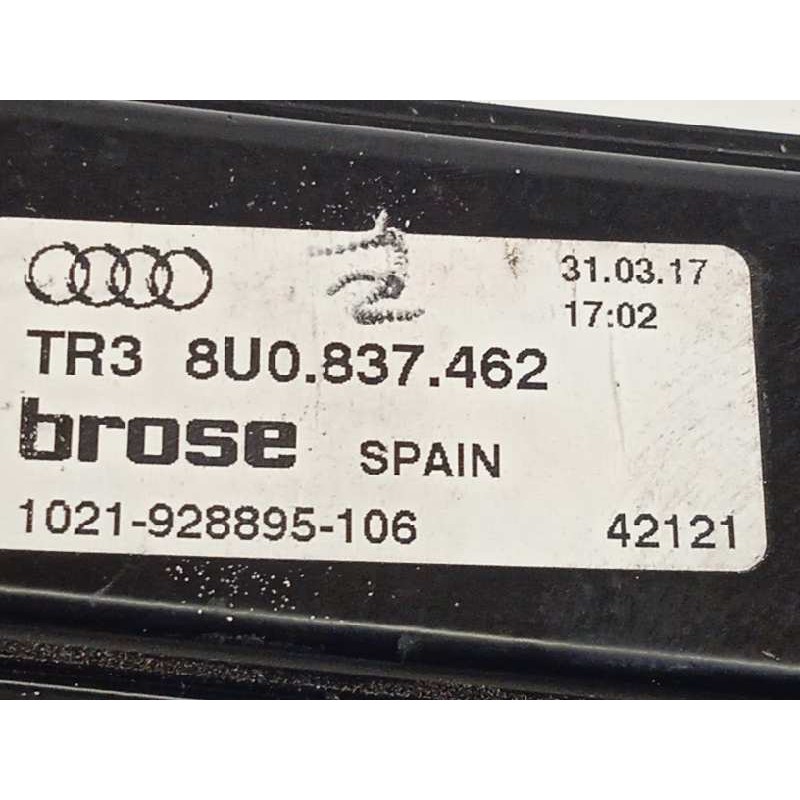 31.03.17
17:02
TR3 8U0.837.462
brose SPAIN
1021-928895-106 42121